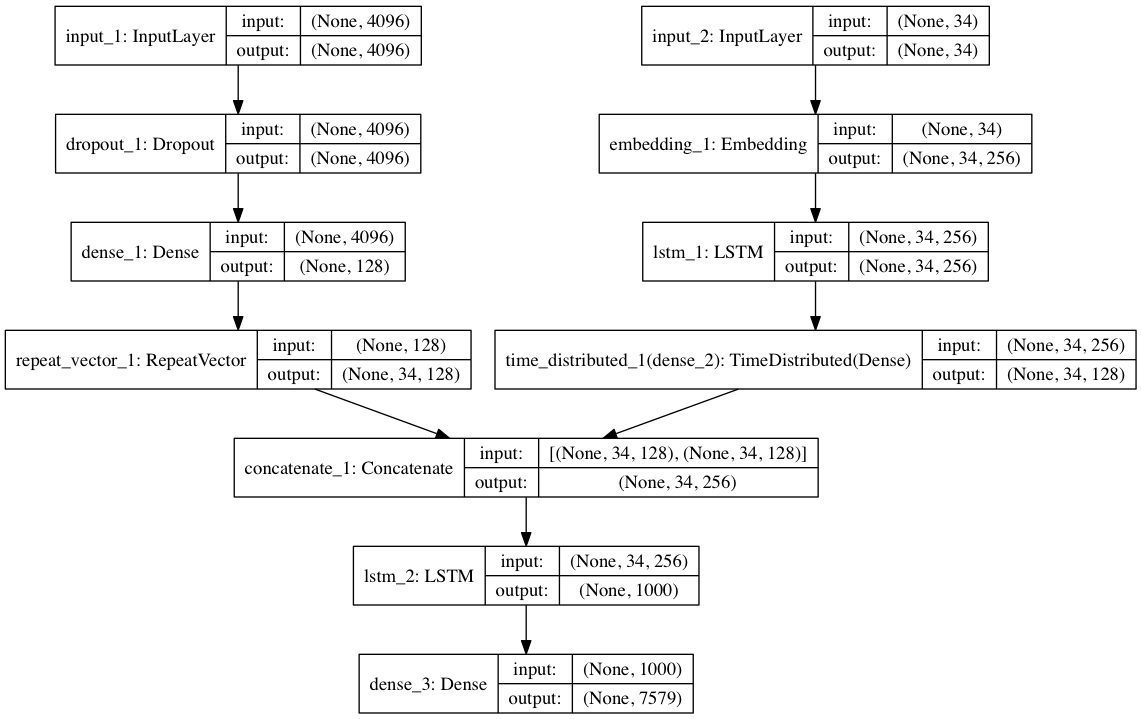 input_1: InputLayer
input: (None, 4096)
output: (None, 4096)
input_2: InputLayer
input: (None, 34)
output: (None, 34)
dropout_1: Dropout
input: (None, 4096)
output: (None, 4096)
embedding_1: Embedding
input: (None, 34)
output: (None, 34, 256)
dense_1: Dense
input: (None, 4096)
output: (None, 128)
lstm_1: LSTM
input: (None, 34, 256)
output: (None, 34, 256)
repeat_vector_1: RepeatVector
input: (None, 128)
output: (None, 34, 128)
time_distributed_1(dense_2): TimeDistributed(Dense)
input: (None, 34, 256)
output: (None, 34, 128)
concatenate_1: Concatenate
input: [(None, 34, 128), (None, 34, 128)]
output: (None, 34, 256)
lstm_2: LSTM
input: (None, 34, 256)
output: (None, 1000)
dense_3: Dense
input: (None, 1000)
output: (None, 7579)